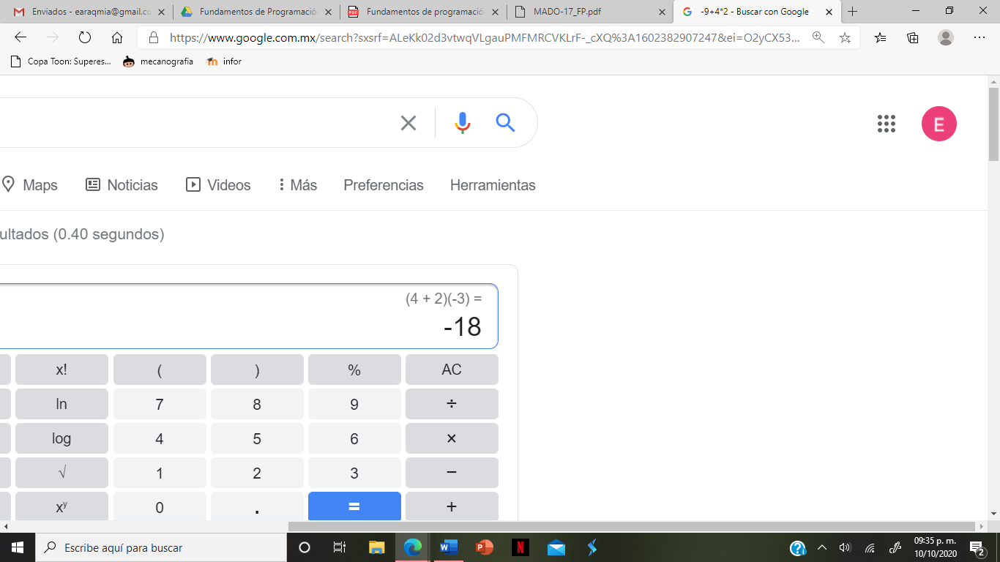 Enviados - earaqmia@gmail.co
Fundamentos de Programación
PDF
Fundamentos de programació
MADO-17_FP.pdf
G
-9+4*2 - Buscar con Google
https://www.google.com.mx/search?sxsrf=ALeKk02d3vtwqVLgauPMFMRCVKLrF-_cXQ%3A1602382907247&ei=O2yCX53...
Copa Toon: Superes...
mecanografia
infor
E
Maps
Noticias
Videos
Más
Preferencias
Herramientas
ultados (0.40 segundos)
(4 + 2)(-3) =
-18
x! ( ) % AC
ln 7 8 9 ÷
log 4 5 6 ×
√ 1 2 3 −
xʸ 0 . = +
Escribe aquí para buscar
W
P
N
09:35 p. m.
10/10/2020
2